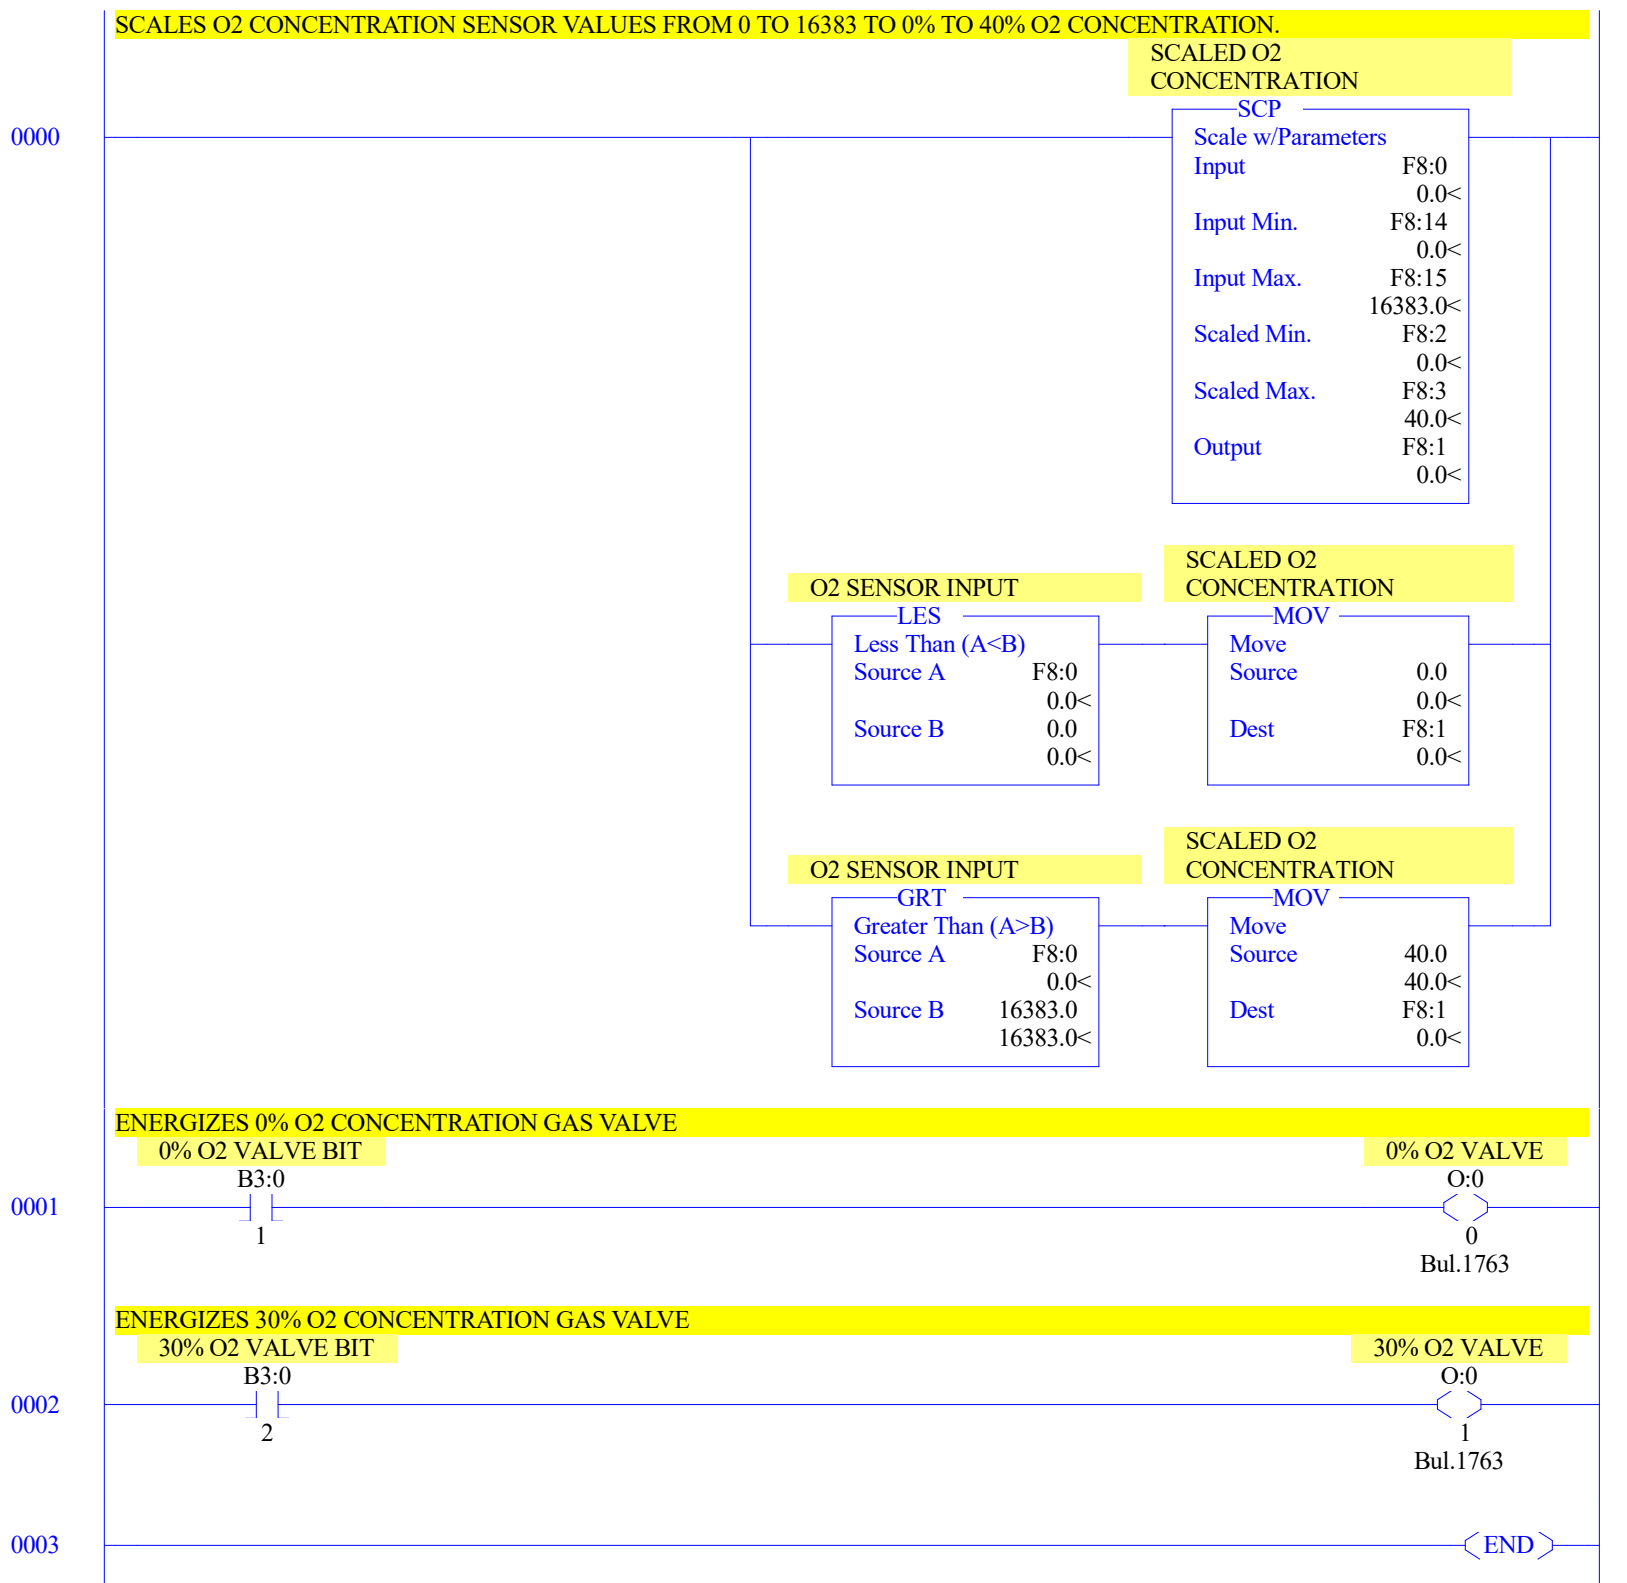 SCALES O2 CONCENTRATION SENSOR VALUES FROM 0 TO 16383 TO 0% TO 40% O2 CONCENTRATION.
SCALED O2
CONCENTRATION
SCP
0000
Scale w/Parameters
Input F8:0
0.0<
Input Min. F8:14
0.0<
Input Max. F8:15
16383.0<
Scaled Min. F8:2
0.0<
Scaled Max. F8:3
40.0<
Output F8:1
0.0<
O2 SENSOR INPUT
LES
Less Than (A<B)
Source A F8:0
0.0<
Source B 0.0
0.0<
SCALED O2
CONCENTRATION
MOV
Move
Source 0.0
0.0<
Dest F8:1
0.0<
O2 SENSOR INPUT
GRT
Greater Than (A>B)
Source A F8:0
0.0<
Source B 16383.0
16383.0<
SCALED O2
CONCENTRATION
MOV
Move
Source 40.0
40.0<
Dest F8:1
0.0<
ENERGIZES 0% O2 CONCENTRATION GAS VALVE
0% O2 VALVE BIT
B3:0
0001
1
0% O2 VALVE
O:0
0
Bul.1763
ENERGIZES 30% O2 CONCENTRATION GAS VALVE
30% O2 VALVE BIT
B3:0
0002
2
30% O2 VALVE
O:0
1
Bul.1763
0003
END